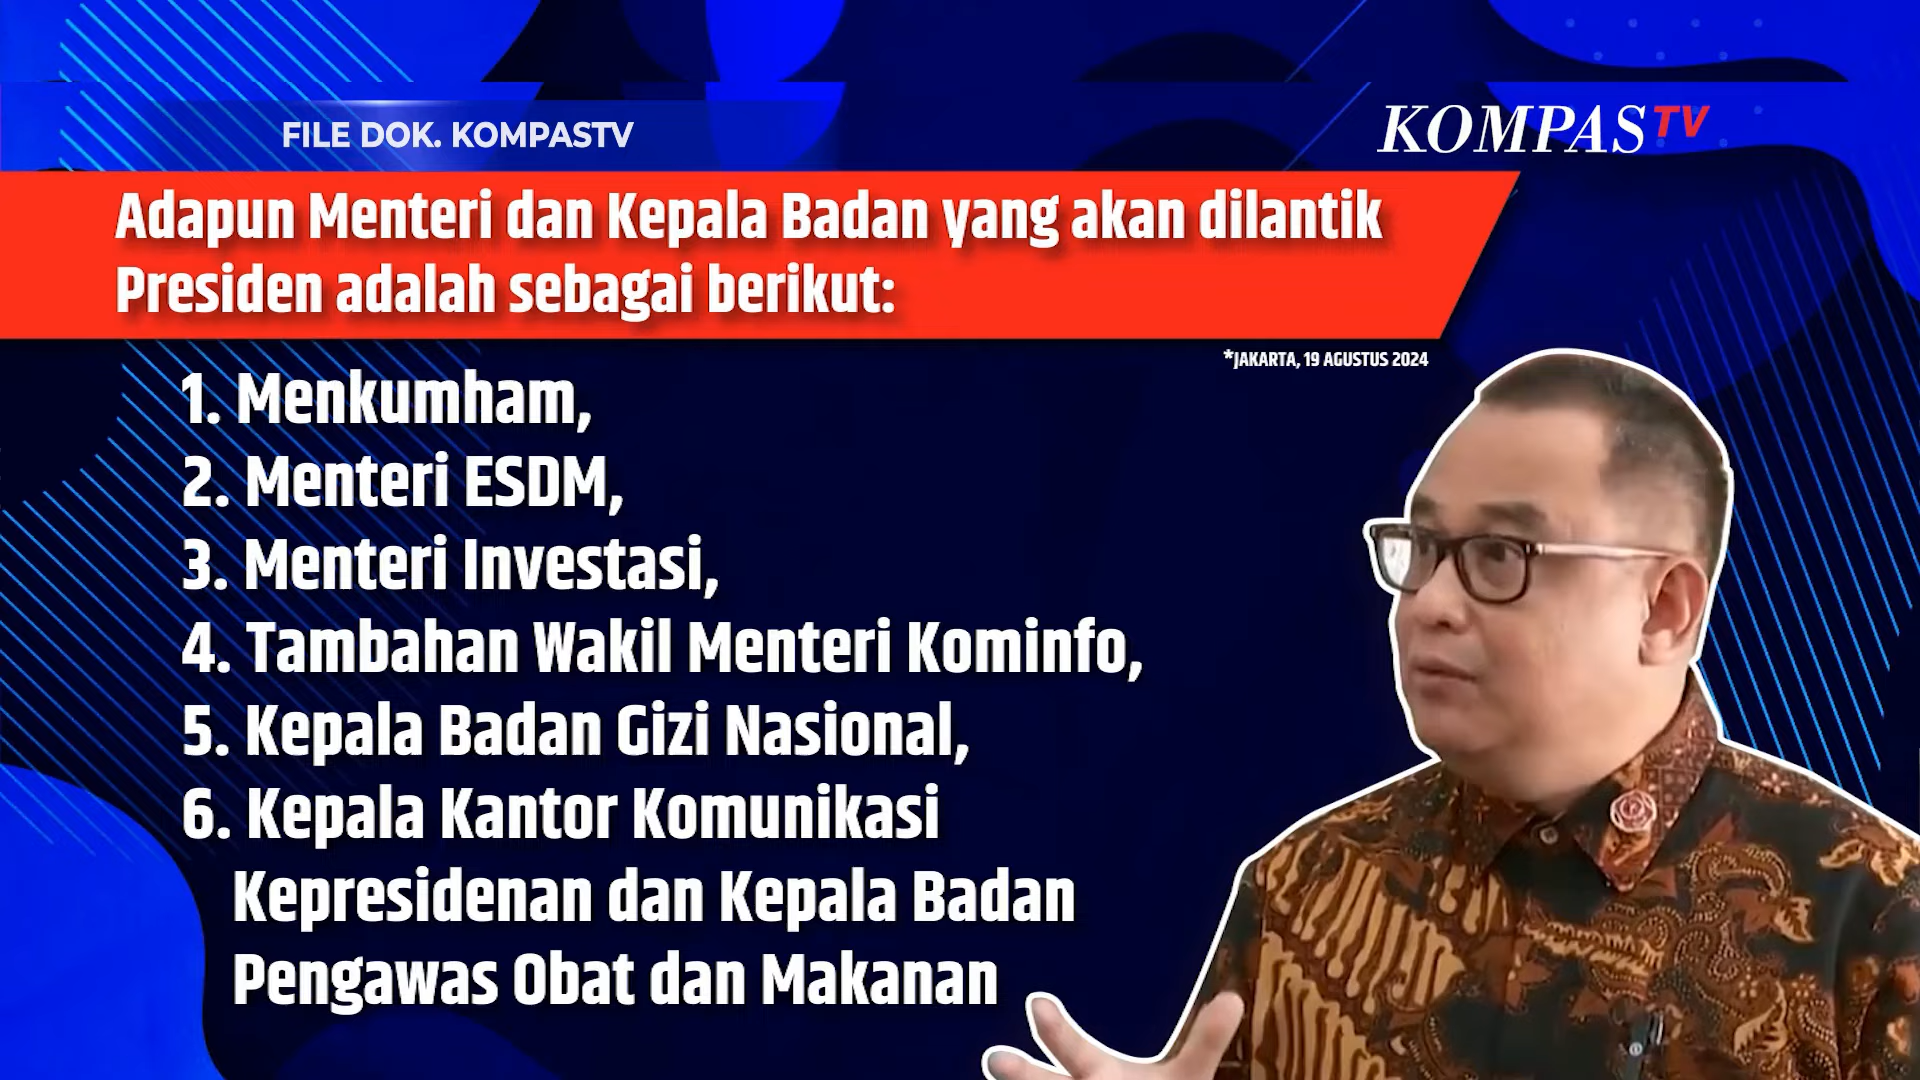 FILE DOK. KOMPASTV
KOMPASTV
Adapun Menteri dan Kepala Badan yang akan dilantik
Presiden adalah sebagai berikut:
*JAKARTA, 19 AGUSTUS 2024
1. Menkumham,
2. Menteri ESDM,
3. Menteri Investasi,
4. Tambahan Wakil Menteri Kominfo,
5. Kepala Badan Gizi Nasional,
6. Kepala Kantor Komunikasi
Kepresidenan dan Kepala Badan
Pengawas Obat dan Makanan